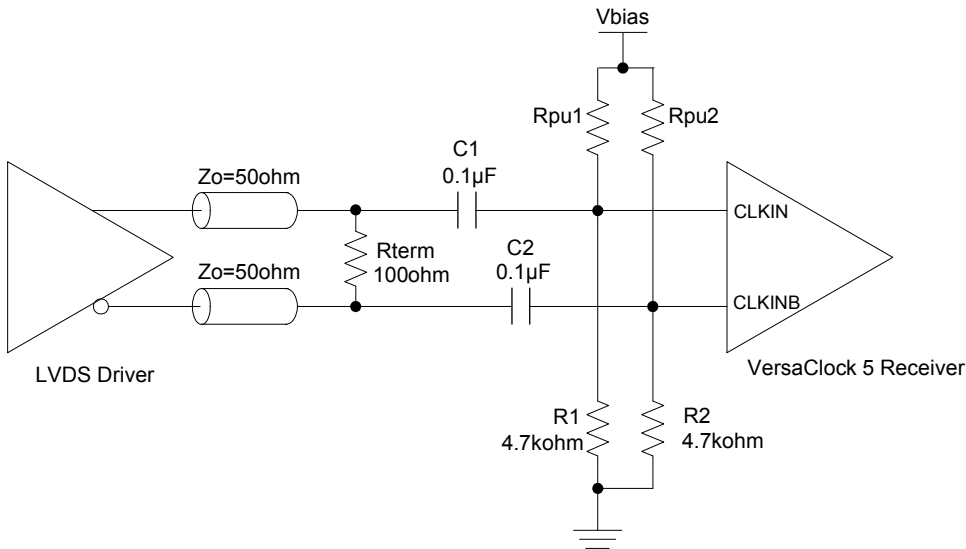 Vbias
Rpu1
Rpu2
C1
0.1µF
Zo=50ohm
CLKIN
Rterm
100ohm
C2
0.1µF
Zo=50ohm
CLKINB
LVDS Driver
VersaClock 5 Receiver
R1
4.7kohm
R2
4.7kohm